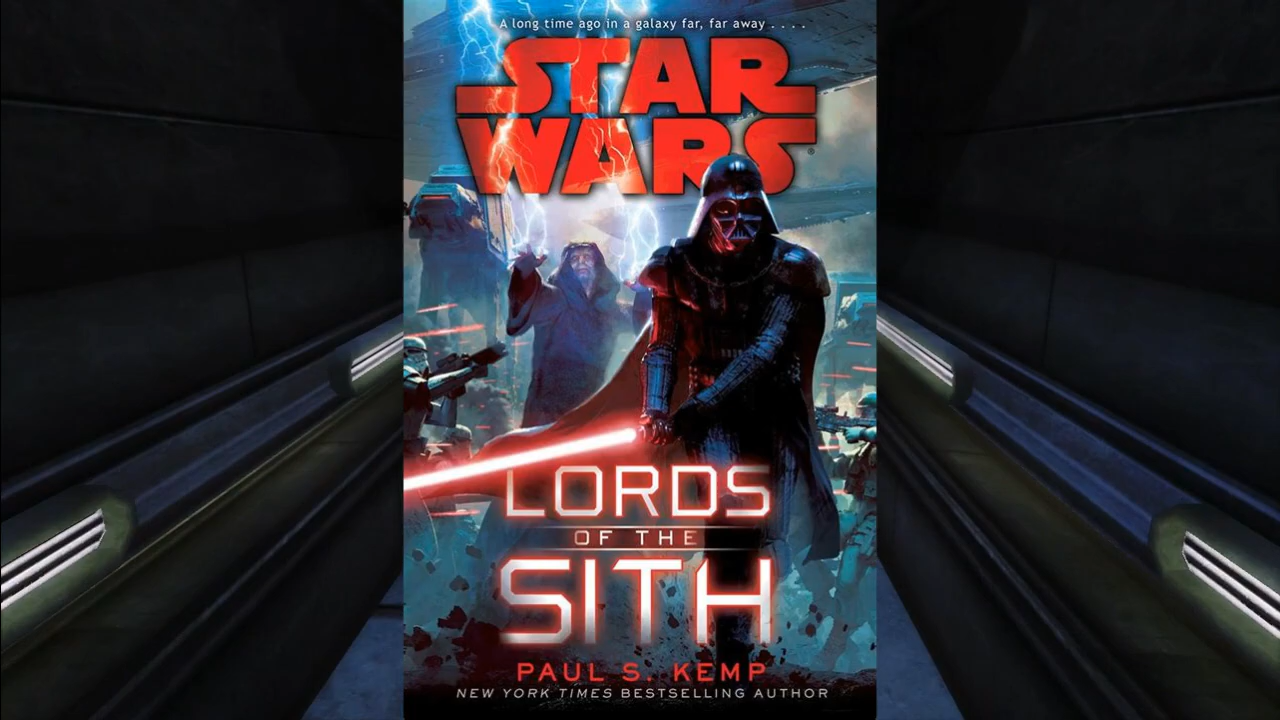 A long time ago in a galaxy far, far away . . . .
STAR
WARS®
LORDS
OF THE
SITH
PAUL S. KEMP
NEW YORK TIMES BESTSELLING AUTHOR